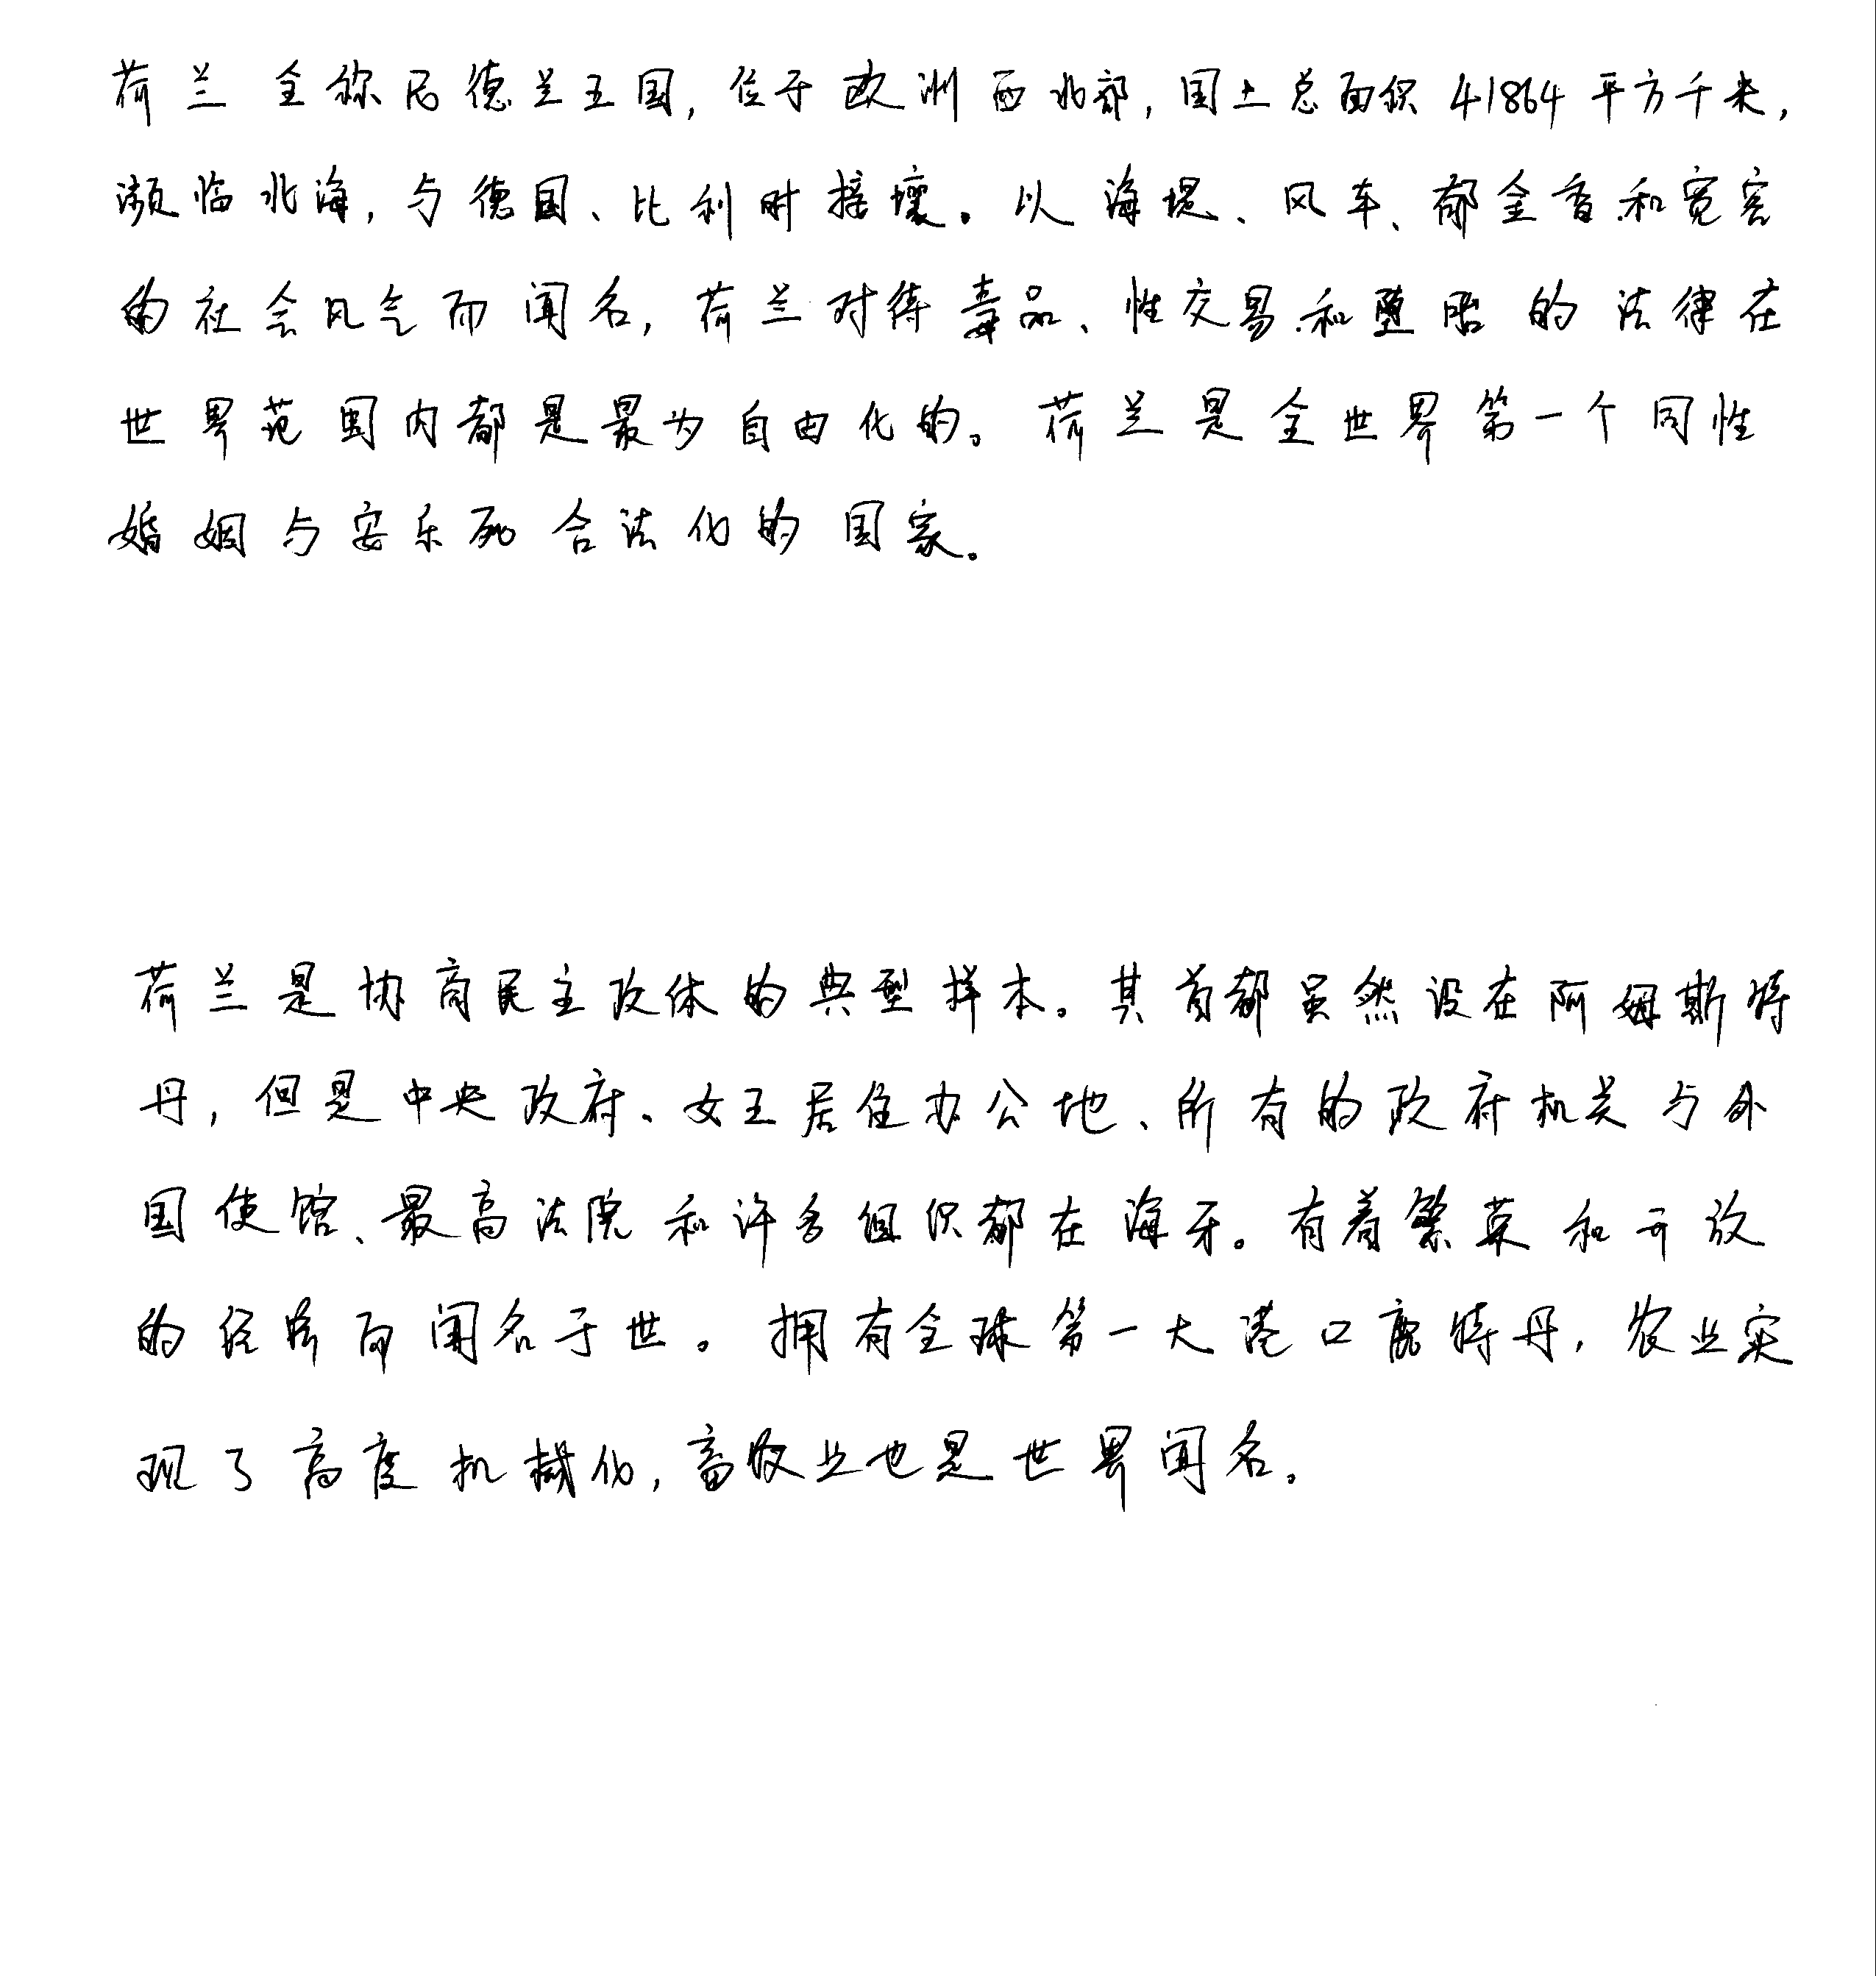 荷兰全称尼德兰王国,位于欧洲西北部,国土总面积41864平方千米,
濒临北海,与德国、比利时接壤。以海堤、风车、郁金香和宽容
的社会风气而闻名,荷兰对待毒品、性交易和堕胎的法律在
世界范围内都是最为自由化的。荷兰是全世界第一个同性
婚姻与安乐死合法化的国家。
荷兰是协商民主政体的典型样本。其首都虽然设在阿姆斯特
丹,但是中央政府、女王居住办公地、所有的政府机关与外
国使馆、最高法院和许多组织都在海牙。有着繁荣和开放
的经济而闻名于世。拥有全球第一大港口鹿特丹,农业实
现了高度机械化,畜牧业也是世界闻名。